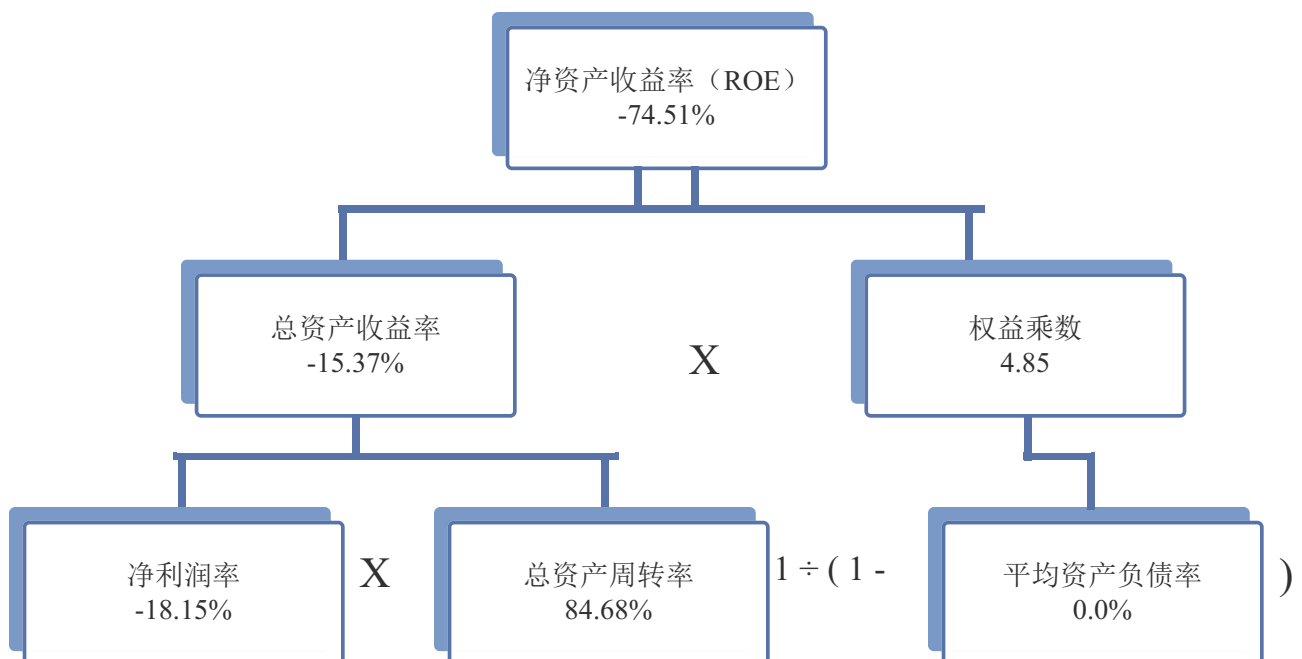 净资产收益率（ROE）
-74.51%
总资产收益率
-15.37%
X
权益乘数
4.85
净利润率
-18.15%
X
总资产周转率
84.68%
1 ÷ ( 1 -
平均资产负债率
0.0%
)